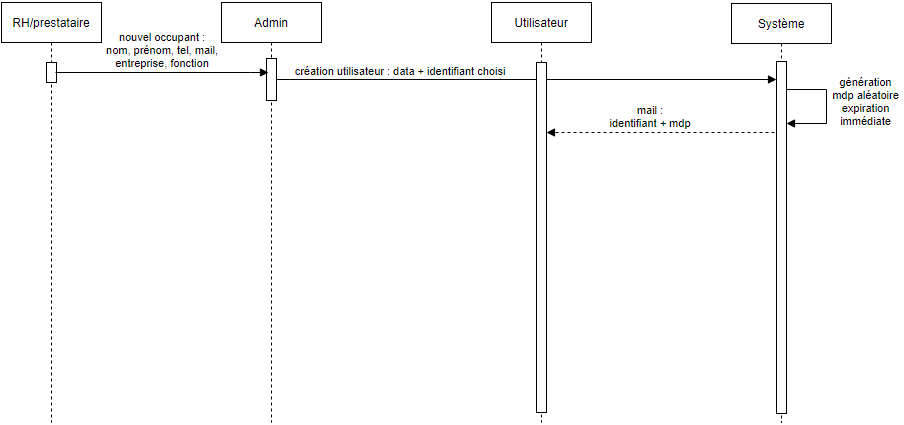 RH/prestataire
Admin
Utilisateur
Système
nouvel occupant :
nom, prénom, tel, mail,
entreprise, fonction
création utilisateur : data + identifiant choisi
génération
mdp aléatoire
expiration
immédiate
mail :
identifiant + mdp